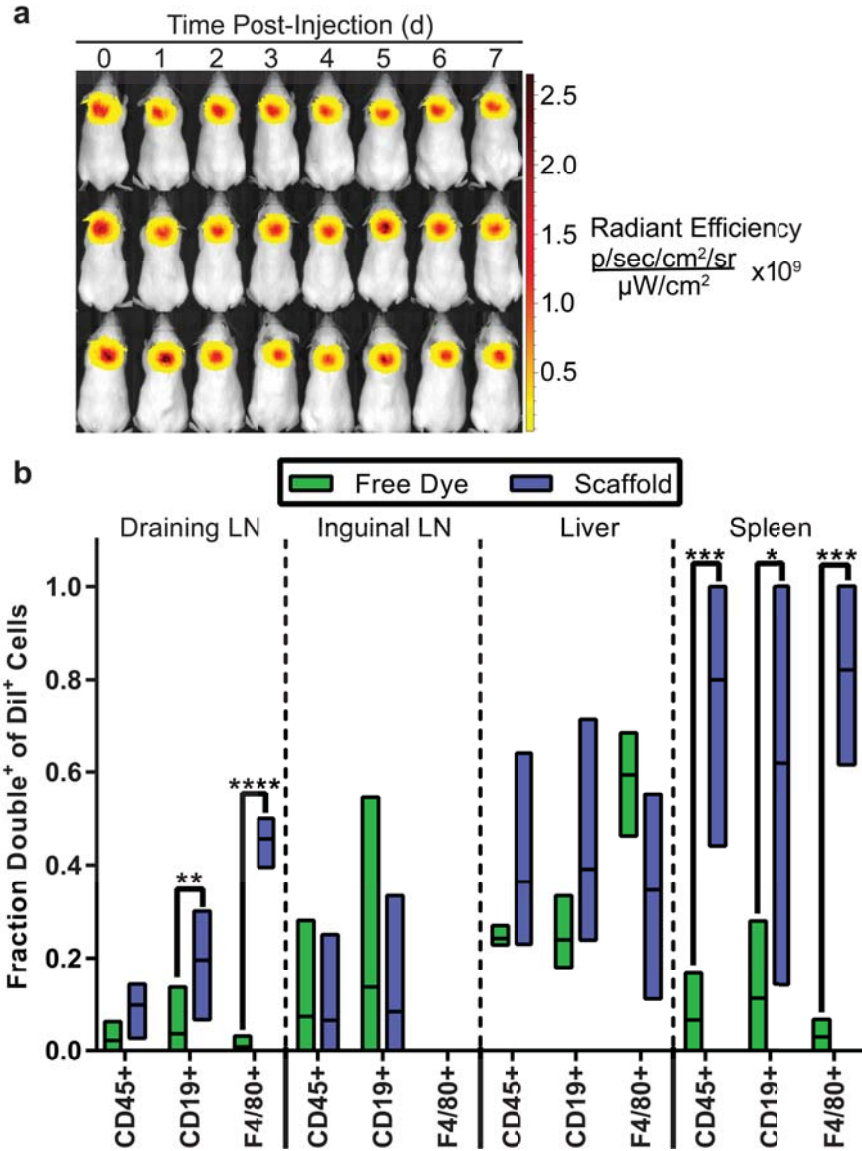 a
Time Post-Injection (d)
0 1 2 3 4 5 6 7
2.5
2.0
1.5
1.0
0.5
Radiant Efficiency
p/sec/cm²/sr
µW/cm²
x10⁹
b
Free Dye Scaffold
Draining LN Inguinal LN Liver Spleen
*** * ***
****
**
Fraction Double⁺ of DiI⁺ Cells
1.0
0.8
0.6
0.4
0.2
0.0
CD45+ CD19+ F4/80+ CD45+ CD19+ F4/80+ CD45+ CD19+ F4/80+ CD45+ CD19+ F4/80+